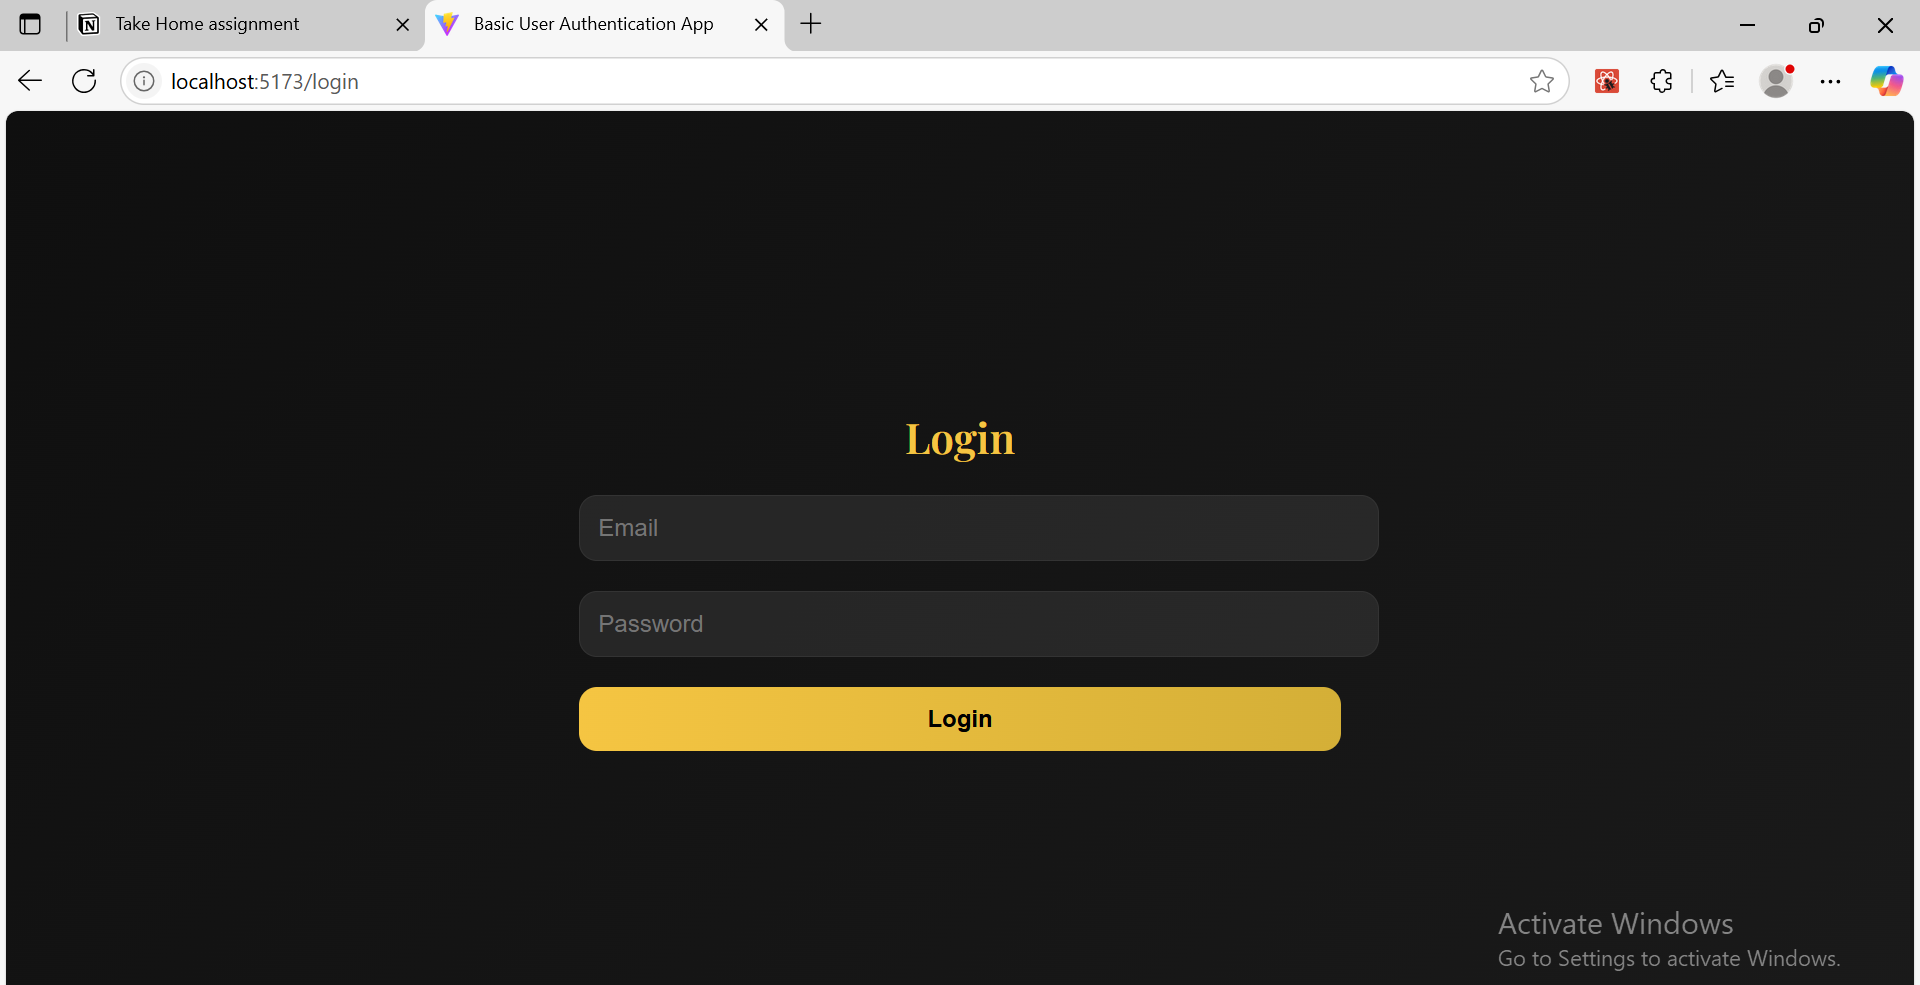 Take Home assignment
Basic User Authentication App
localhost:5173/login
Login
Email
Password
Login
Activate Windows
Go to Settings to activate Windows.